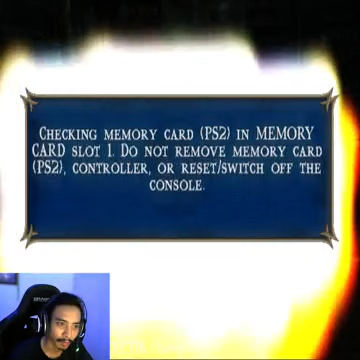 Checking memory card (PS2) in MEMORY
CARD slot 1. Do not remove memory card
(PS2), controller, or reset/switch off the
console.